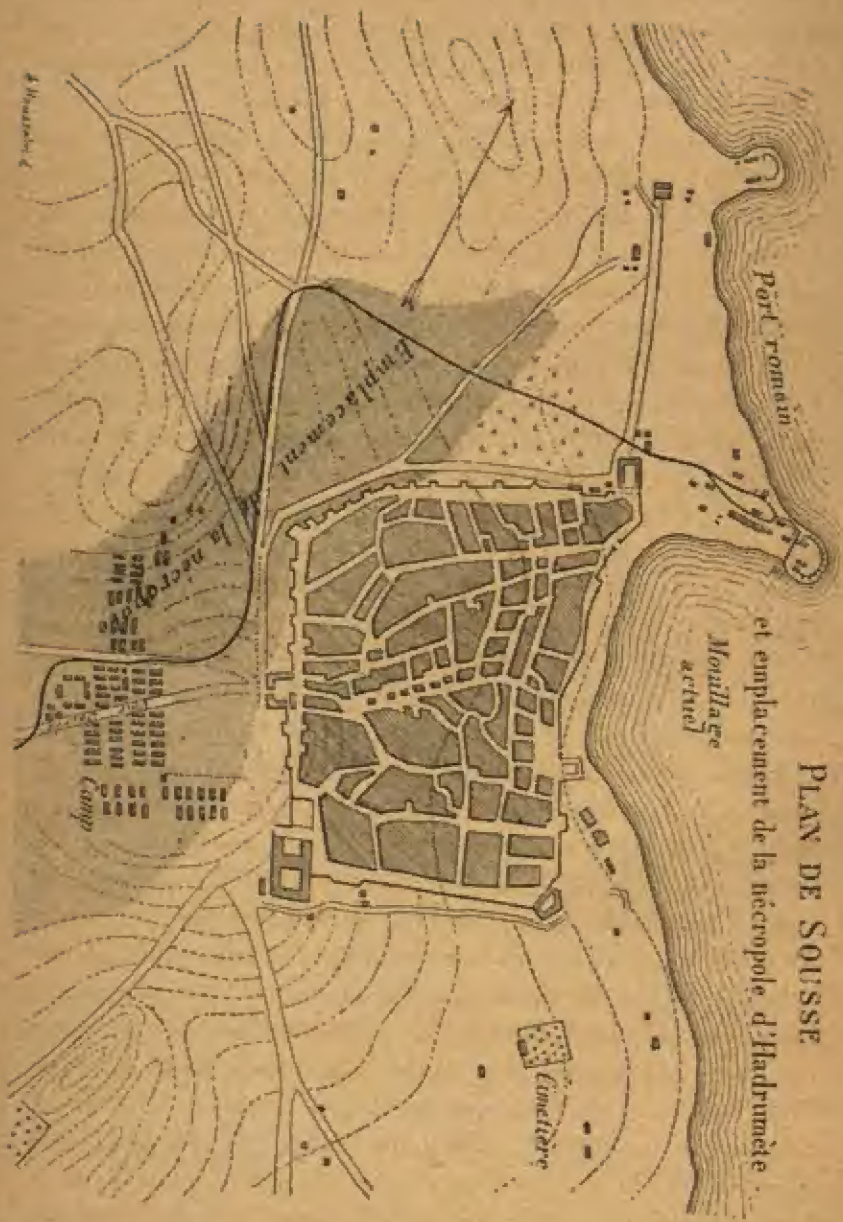 PLAN DE SOUSSE
et emplacement de la nécropole d'Hadrumète
Port romain
Mouillage
actuel
Emplacement de la nécropole
Camp
Cimetière